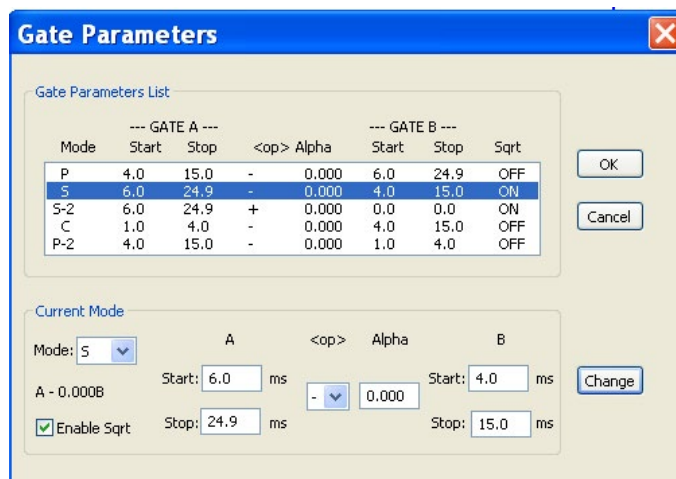 Gate Parameters
Gate Parameters List
--- GATE A --- --- GATE B ---
Mode Start Stop <op> Alpha Start Stop Sqrt
P 4.0 15.0 - 0.000 6.0 24.9 OFF
S 6.0 24.9 - 0.000 4.0 15.0 ON
S-2 6.0 24.9 + 0.000 0.0 0.0 ON
C 1.0 4.0 - 0.000 4.0 15.0 OFF
P-2 4.0 15.0 - 0.000 1.0 4.0 OFF
OK
Cancel
Current Mode
A <op> Alpha B
Mode: S
Start: 6.0 ms - 0.000 Start: 4.0 ms
A - 0.000B
Enable Sqrt
Stop: 24.9 ms Stop: 15.0 ms
Change